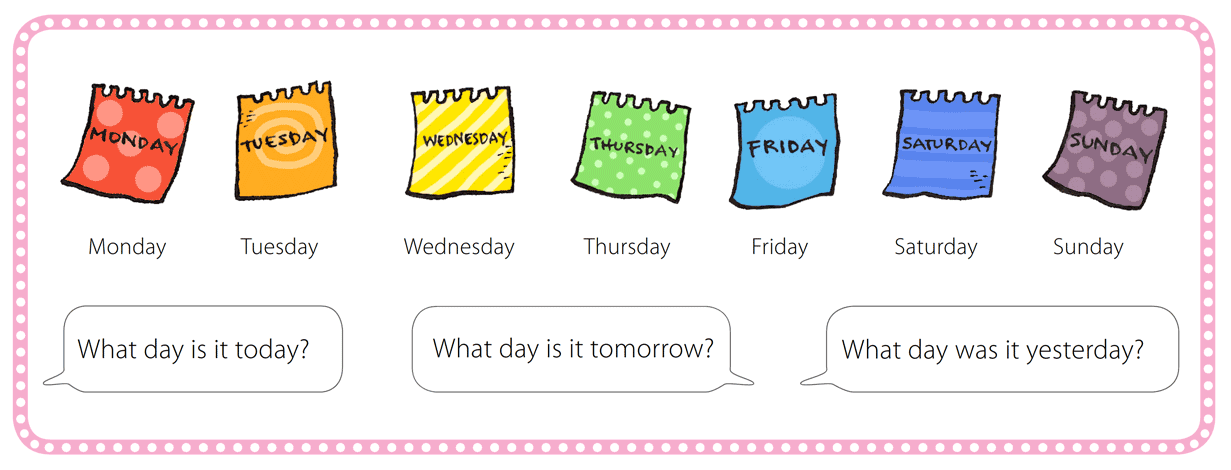 MONDAY TUESDAY WEDNESDAY THURSDAY FRIDAY SATURDAY SUNDAY
Monday Tuesday Wednesday Thursday Friday Saturday Sunday
What day is it today? What day is it tomorrow? What day was it yesterday?